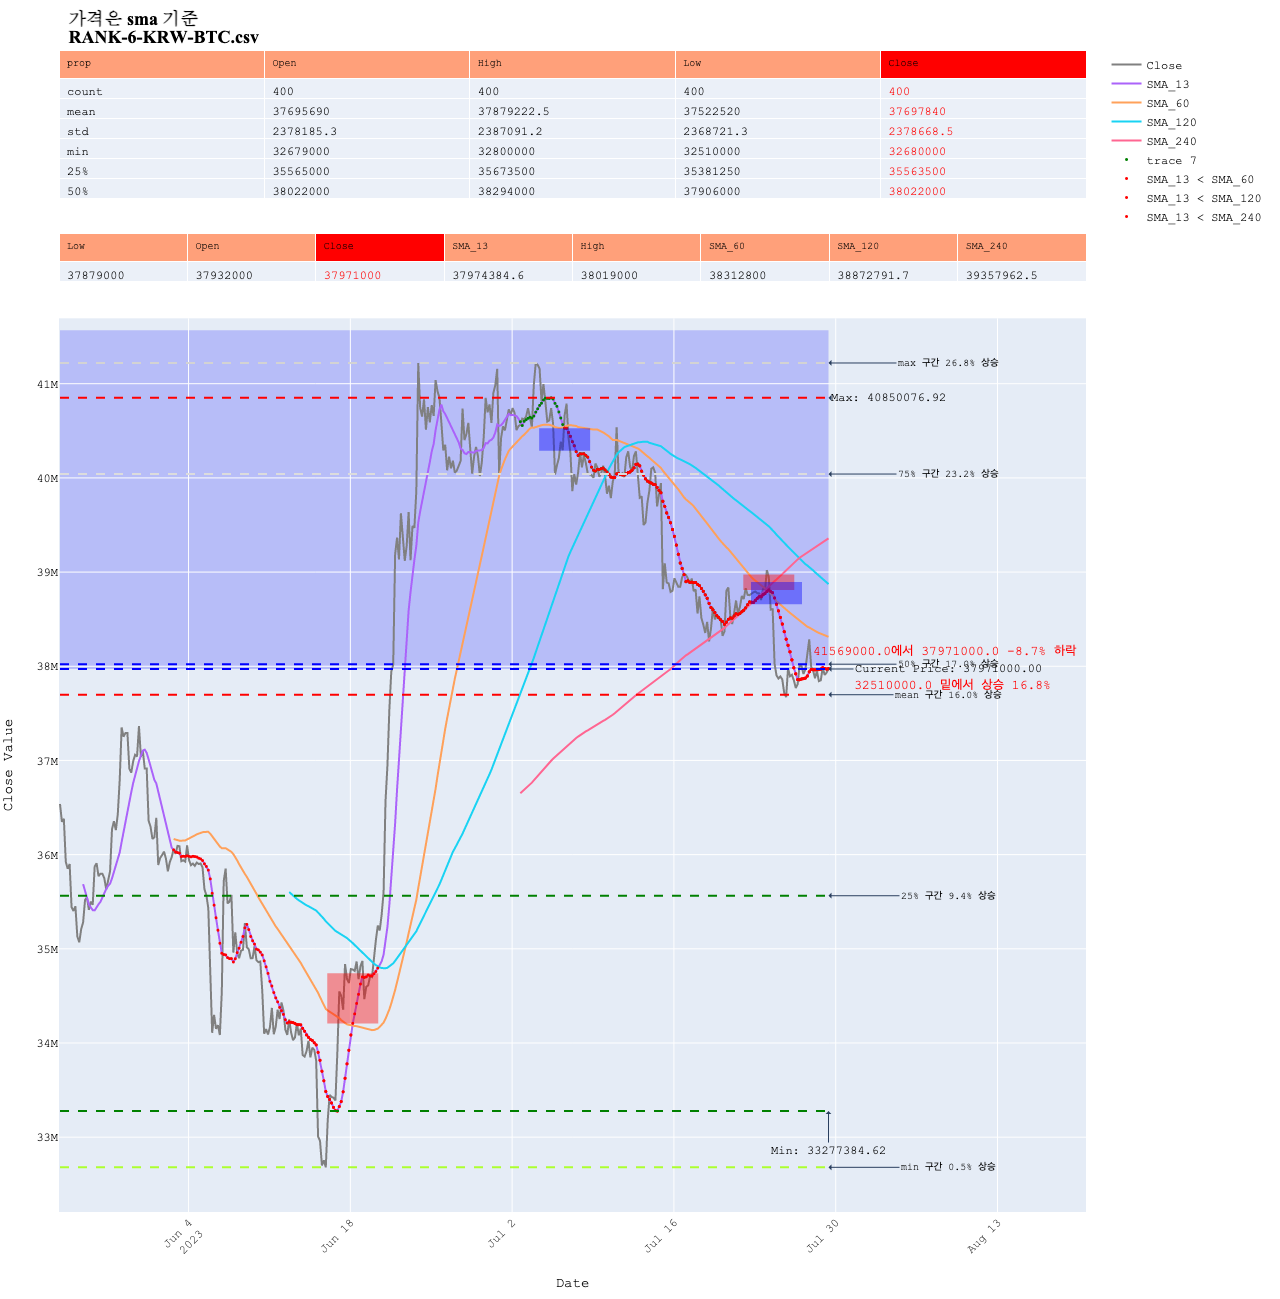 가격은 sma 기준
RANK-6-KRW-BTC.csv
prop Open High Low Close
count 400 400 400 400
mean 37695690 37879222.5 37522520 37697840
std 2378185.3 2387091.2 2368721.3 2378668.5
min 32679000 32800000 32510000 32680000
25% 35565000 35673500 35381250 35563500
50% 38022000 38294000 37906000 38022000
Low Open Close SMA_13 High SMA_60 SMA_120 SMA_240
37879000 37932000 37971000 37974384.6 38019000 38312800 38872791.7 39357962.5
Close
SMA_13
SMA_60
SMA_120
SMA_240
trace 7
SMA_13 < SMA_60
SMA_13 < SMA_120
SMA_13 < SMA_240
max 구간 26.8% 상승
41M
Max: 40850076.92
75% 구간 23.2% 상승
40M
39M
41569000.0에서 37971000.0 -8.7% 하락
50% 구간 17.0% 상승
38M
Current Price: 37971000.00
32510000.0 밑에서 상승 16.8%
mean 구간 16.0% 상승
37M
36M
25% 구간 9.4% 상승
35M
34M
33M
Min: 33277384.62
min 구간 0.5% 상승
Close Value
Jun 4
2023
Jun 18
Jul 2
Jul 16
Jul 30
Aug 13
Date